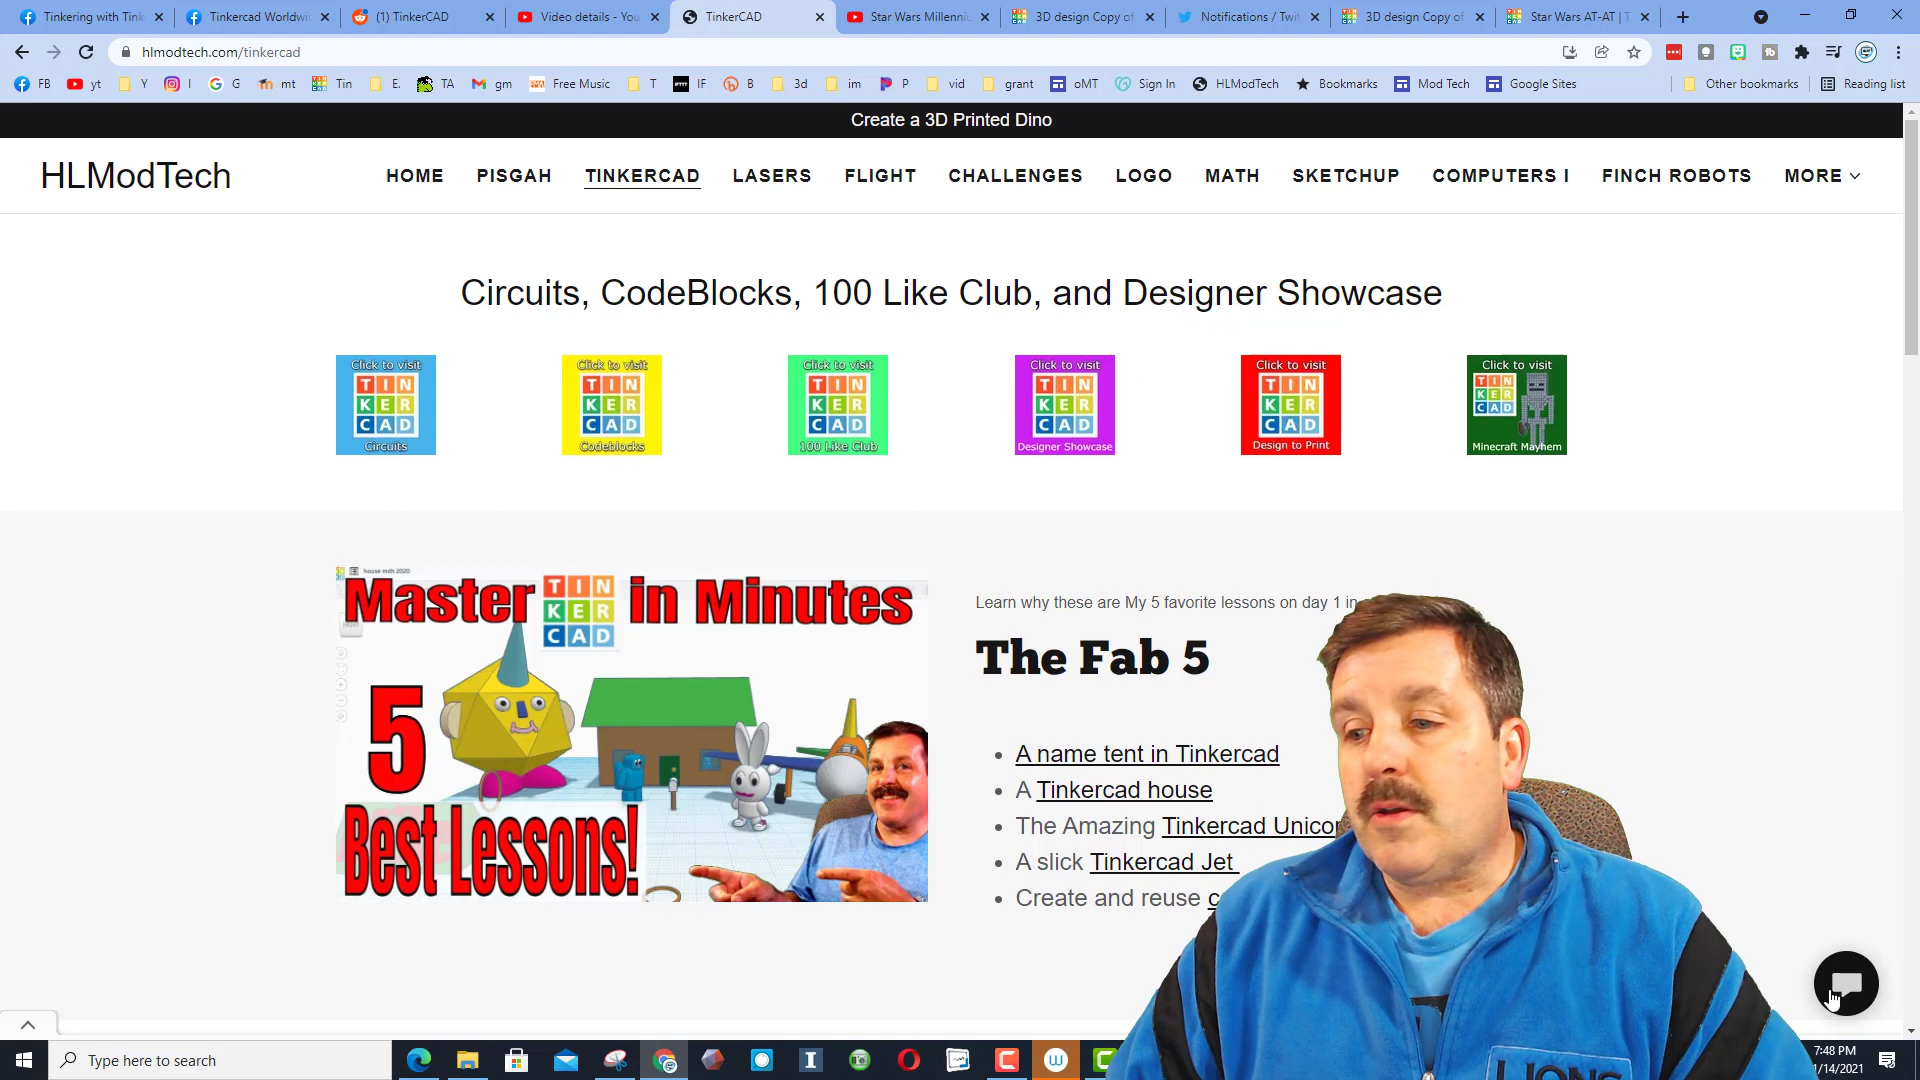 Tinkering with Tink
Tinkercad Worldwi
(1) TinkerCAD
Video details - You
TinkerCAD
Star Wars Millenniu
3D design Copy of
Notifications / Twit
3D design Copy of
Star Wars AT-AT | T
hlmodtech.com/tinkercad
FB
yt
Y
I
G
mt
Tin
E.
TA
gm
Free Music
T
IF
B
3d
im
P
vid
grant
oMT
Sign In
HLModTech
Bookmarks
Mod Tech
Google Sites
Other bookmarks
Reading list
Create a 3D Printed Dino
HLModTech
HOME
PISGAH
TINKERCAD
LASERS
FLIGHT
CHALLENGES
LOGO
MATH
SKETCHUP
COMPUTERS I
FINCH ROBOTS
MORE
Circuits, CodeBlocks, 100 Like Club, and Designer Showcase
Click to visit
TIN
KER
CAD
Circuits
Click to visit
TIN
KER
CAD
Codeblocks
Click to visit
TIN
KER
CAD
100 Like Club
Click to visit
TIN
KER
CAD
Designer Showcase
Click to visit
TIN
KER
CAD
Design to Print
Click to visit
TIN
KER
CAD
Minecraft Mayhem
house mdh 2020
Master TIN KER CAD in Minutes
5
Best Lessons!
Learn why these are My 5 favorite lessons on day 1 in
The Fab 5
A name tent in Tinkercad
A Tinkercad house
The Amazing Tinkercad Unicor
A slick Tinkercad Jet
Create and reuse c
LIONS
Type here to search
7:48 PM
1/14/2021